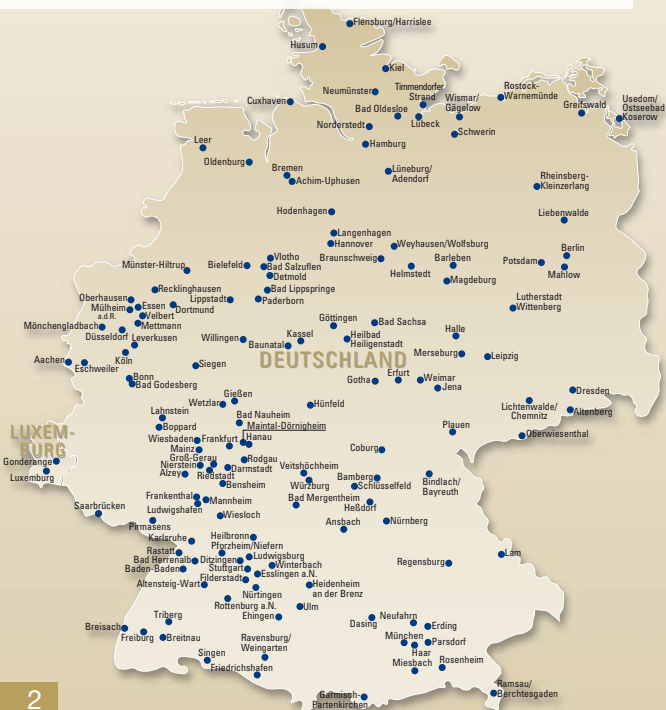 Flensburg/Harrislee
Husum
Kiel
Neumünster
Timmendorfer
Strand
Wismar/
Gägelow
Rostock-
Warnemünde
Greifswald
Usedom/
Ostseebad
Koserow
Cuxhaven
Bad Oldesloe
Lübeck
Norderstedt
Schwerin
Hamburg
Leer
Oldenburg
Bremen
Achim-Uphusen
Lüneburg/
Adendorf
Rheinsberg-
Kleinzerlang
Hodenhagen
Liebenwalde
Langenhagen
Hannover
Weyhausen/Wolfsburg
Braunschweig
Helmstedt
Barleben
Magdeburg
Potsdam
Berlin
Mahlow
Münster-Hiltrup
Bielefeld
Vlotho
Bad Salzuflen
Detmold
Bad Lippspringe
Paderborn
Lippstadt
Recklinghausen
Oberhausen
Essen
Dortmund
Mülheim
a.d.R.
Velbert
Mettmann
Mönchengladbach
Düsseldorf
Leverkusen
Lutherstadt
Wittenberg
Göttingen
Bad Sachsa
Halle
Willingen
Kassel
Baunatal
Heilbad
Heiligenstadt
Merseburg
Leipzig
Köln
Aachen
Eschweiler
DEUTSCHLAND
Siegen
Bonn
Bad Godesberg
Gotha
Erfurt
Weimar
Jena
Dresden
Altenberg
Lichtenwalde/
Chemnitz
Oberwiesenthal
Gießen
Wetzlar
Hünfeld
Bad Nauheim
Lahnstein
Boppard
Maintal-Dörnigheim
Hanau
Plauen
LUXEM-
BURG
Gonderange
Luxemburg
Wiesbaden
Frankfurt
Mainz
Groß-Gerau
Rodgau
Nierstein
Darmstadt
Alzey
Riedstadt
Bensheim
Coburg
Veitshöchheim
Würzburg
Bamberg
Schlüsselfeld
Bindlach/
Bayreuth
Heßdorf
Bad Mergentheim
Frankenthal
Mannheim
Ludwigshafen
Wiesloch
Saarbrücken
Pirmasens
Ansbach
Nürnberg
Karlsruhe
Heilbronn
Pforzheim/Niefern
Rastatt
Bad Herrenalb
Ditzingen
Ludwigsburg
Winterbach
Baden-Baden
Stuttgart
Esslingen a.N.
Filderstadt
Altensteig-Wart
Nürtingen
Heidenheim
an der Brenz
Regensburg
Lam
Rottenburg a.N.
Ulm
Ehingen
Triberg
Breisach
Freiburg
Breitnau
Dasing
Neufahrn
Erding
München
Parsdorf
Haar
Miesbach
Rosenheim
Ravensburg/
Weingarten
Singen
Friedrichshafen
Garmisch-
Partenkirchen
Ramsau/
Berchtesgaden
2